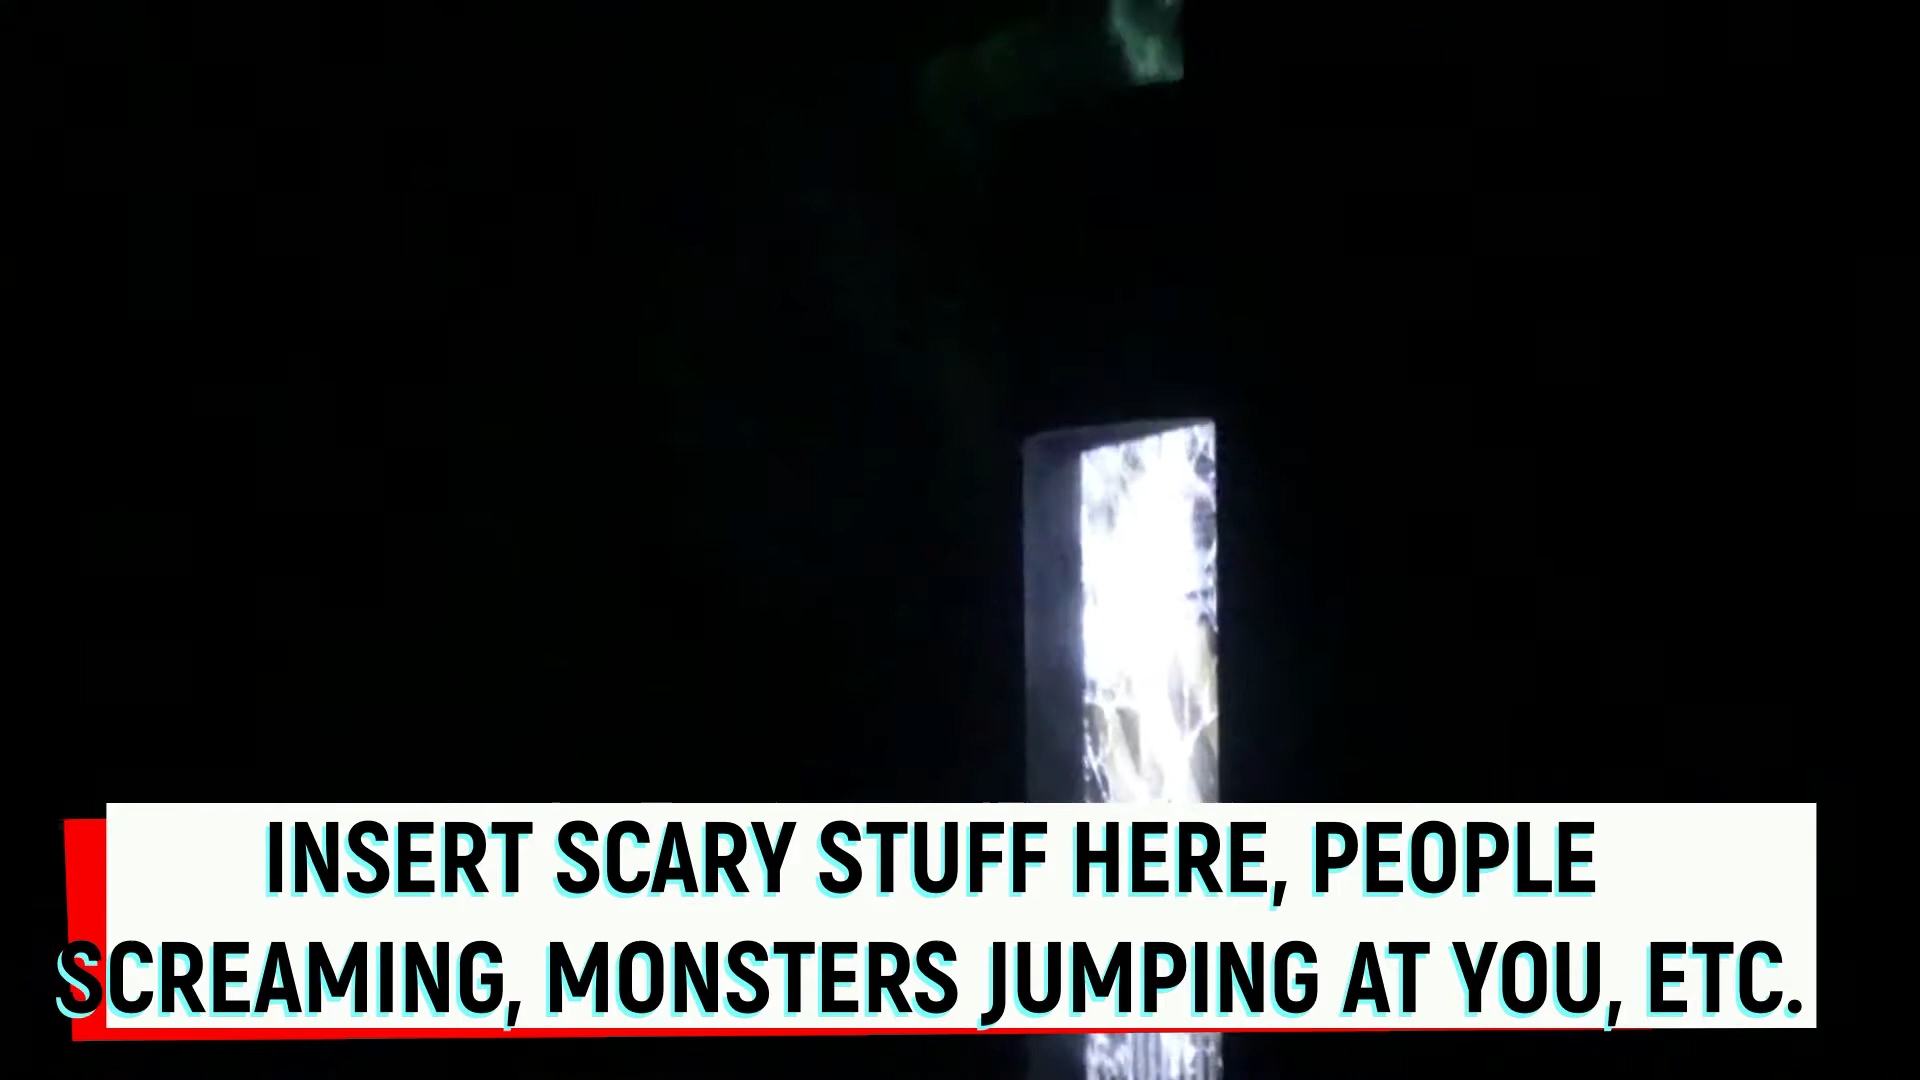 INSERT SCARY STUFF HERE, PEOPLE
SCREAMING, MONSTERS JUMPING AT YOU, ETC.